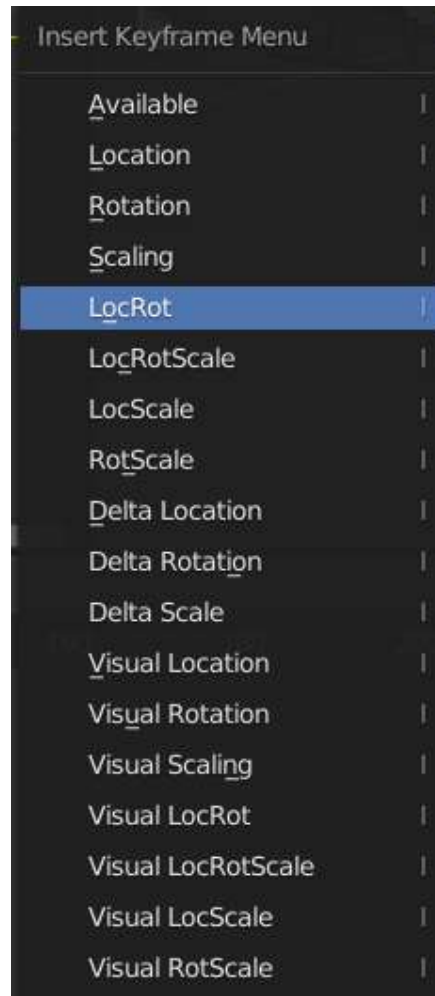 Insert Keyframe Menu
Available I
Location I
Rotation I
Scaling I
LocRot I
LocRotScale I
LocScale I
RotScale I
Delta Location I
Delta Rotation I
Delta Scale I
Visual Location I
Visual Rotation I
Visual Scaling I
Visual LocRot I
Visual LocRotScale I
Visual LocScale I
Visual RotScale I